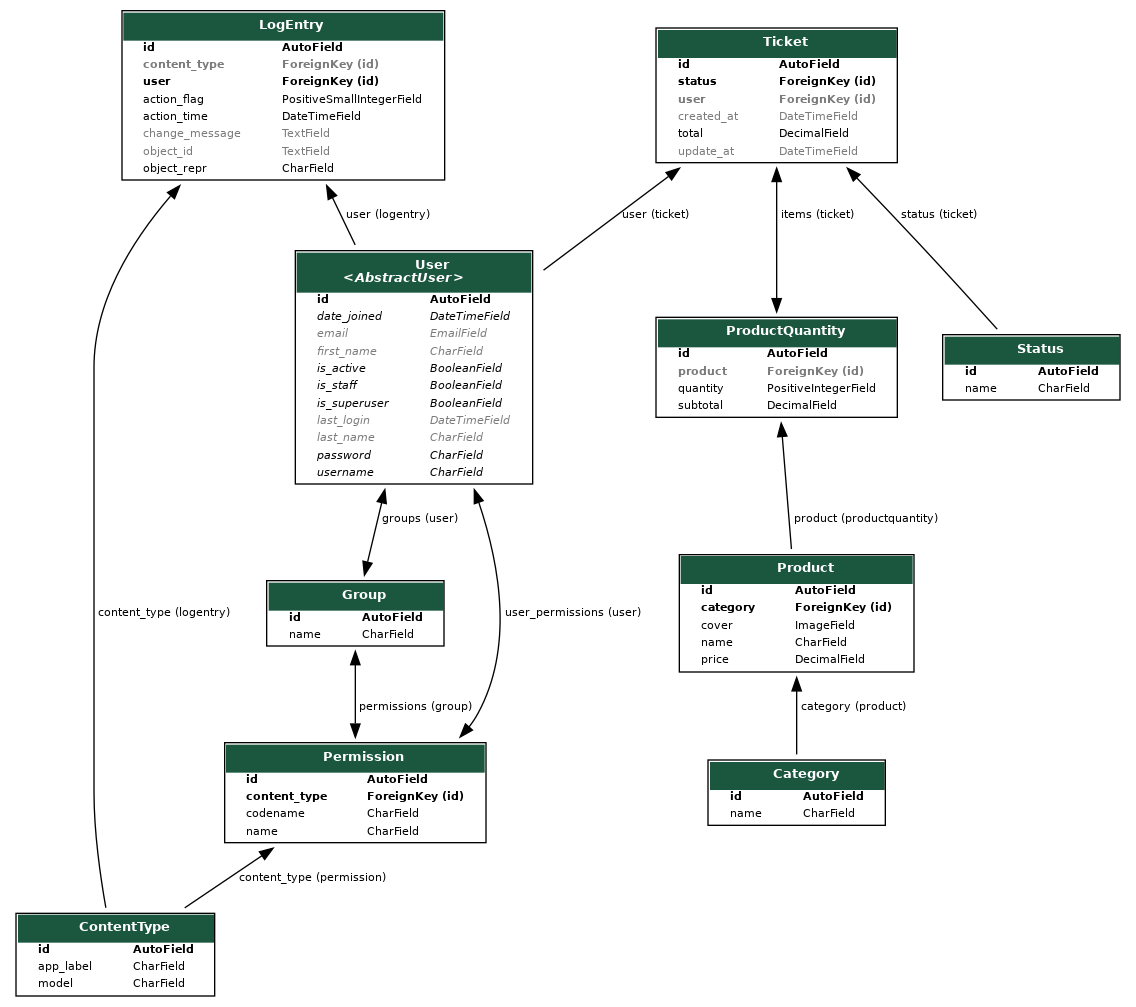 LogEntry
id AutoField
content_type ForeignKey (id)
user ForeignKey (id)
action_flag PositiveSmallIntegerField
action_time DateTimeField
change_message TextField
object_id TextField
object_repr CharField
Ticket
id AutoField
status ForeignKey (id)
user ForeignKey (id)
created_at DateTimeField
total DecimalField
update_at DateTimeField
user (logentry)
user (ticket)
items (ticket)
status (ticket)
User
<AbstractUser>
id AutoField
date_joined DateTimeField
email EmailField
first_name CharField
is_active BooleanField
is_staff BooleanField
is_superuser BooleanField
last_login DateTimeField
last_name CharField
password CharField
username CharField
ProductQuantity
id AutoField
product ForeignKey (id)
quantity PositiveIntegerField
subtotal DecimalField
Status
id AutoField
name CharField
groups (user)
product (productquantity)
Group
id AutoField
name CharField
content_type (logentry)
user_permissions (user)
Product
id AutoField
category ForeignKey (id)
cover ImageField
name CharField
price DecimalField
permissions (group)
category (product)
Permission
id AutoField
content_type ForeignKey (id)
codename CharField
name CharField
Category
id AutoField
name CharField
content_type (permission)
ContentType
id AutoField
app_label CharField
model CharField